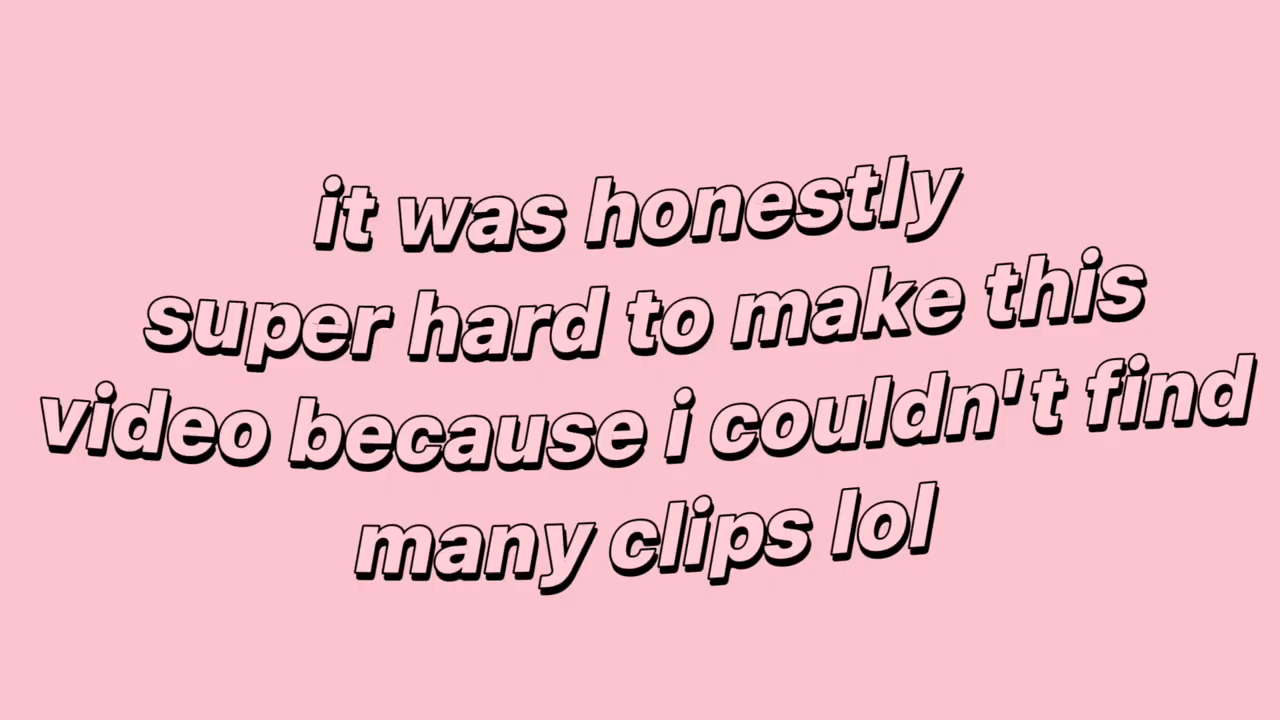 it was honestly
super hard to make this
video because i couldn't find
many clips lol